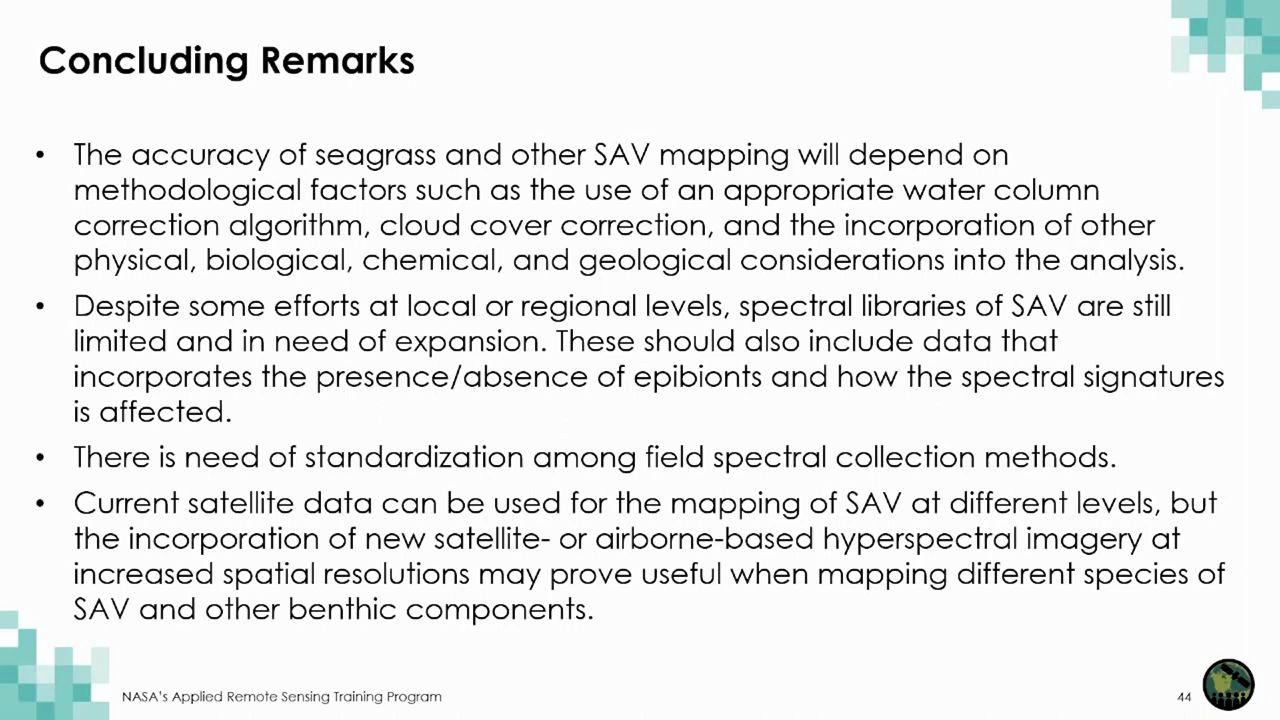 Concluding Remarks
• The accuracy of seagrass and other SAV mapping will depend on
methodological factors such as the use of an appropriate water column
correction algorithm, cloud cover correction, and the incorporation of other
physical, biological, chemical, and geological considerations into the analysis.
• Despite some efforts at local or regional levels, spectral libraries of SAV are still
limited and in need of expansion. These should also include data that
incorporates the presence/absence of epibionts and how the spectral signatures
is affected.
• There is need of standardization among field spectral collection methods.
• Current satellite data can be used for the mapping of SAV at different levels, but
the incorporation of new satellite- or airborne-based hyperspectral imagery at
increased spatial resolutions may prove useful when mapping different species of
SAV and other benthic components.
NASA's Applied Remote Sensing Training Program
44